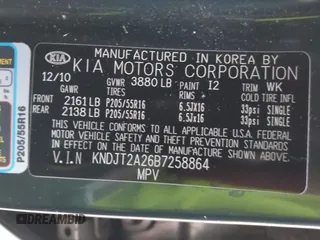 MANUFACTURED IN KOREA BY
KIA KIA MOTORS CORPORATION
12/10 GVWR 3880LB PAINT 12 TRIM WK
TIRES RIMS COLD TIRE INFL.
FRONT
2161LB P205/55R16 6.5JX16 33psi SINGLE
REAR
2138LB P205/55R16 6.5JX16 33psi SINGLE
THIS VEHICLE CONFORMS TO ALL APPLICABLE FEDERAL MOTOR
VEHICLE SAFETY AND THEFT PREVENTION STANDARDS
IN EFFECT ON THE DATE OF MANUFACTURE SHOWN ABOVE.
V.I.N KNDJT2A26B7258864
MPV
P205/55R16
DREAMBID